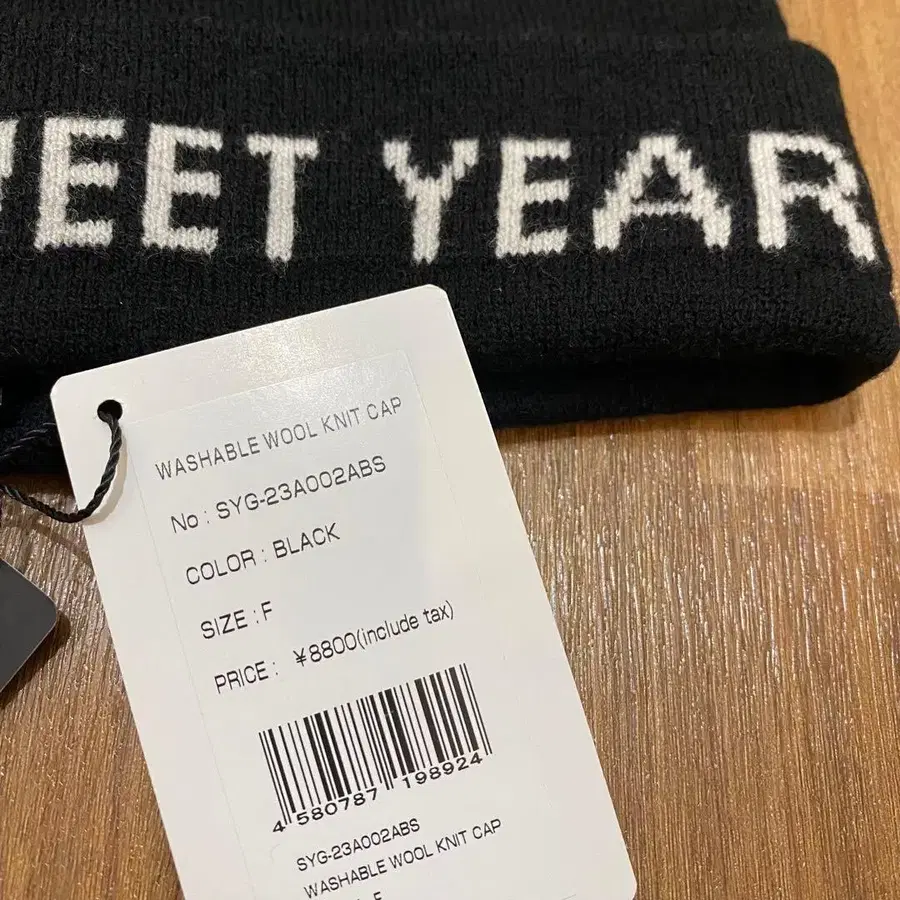 EET YEAR
WASHABLE WOOL KNIT CAP
No : SYG-23A002ABS
COLOR : BLACK
SIZE : F
PRICE : ¥8800(include tax)
4 580787 198924
SYG-23A002ABS
WASHABLE WOOL KNIT CAP
F